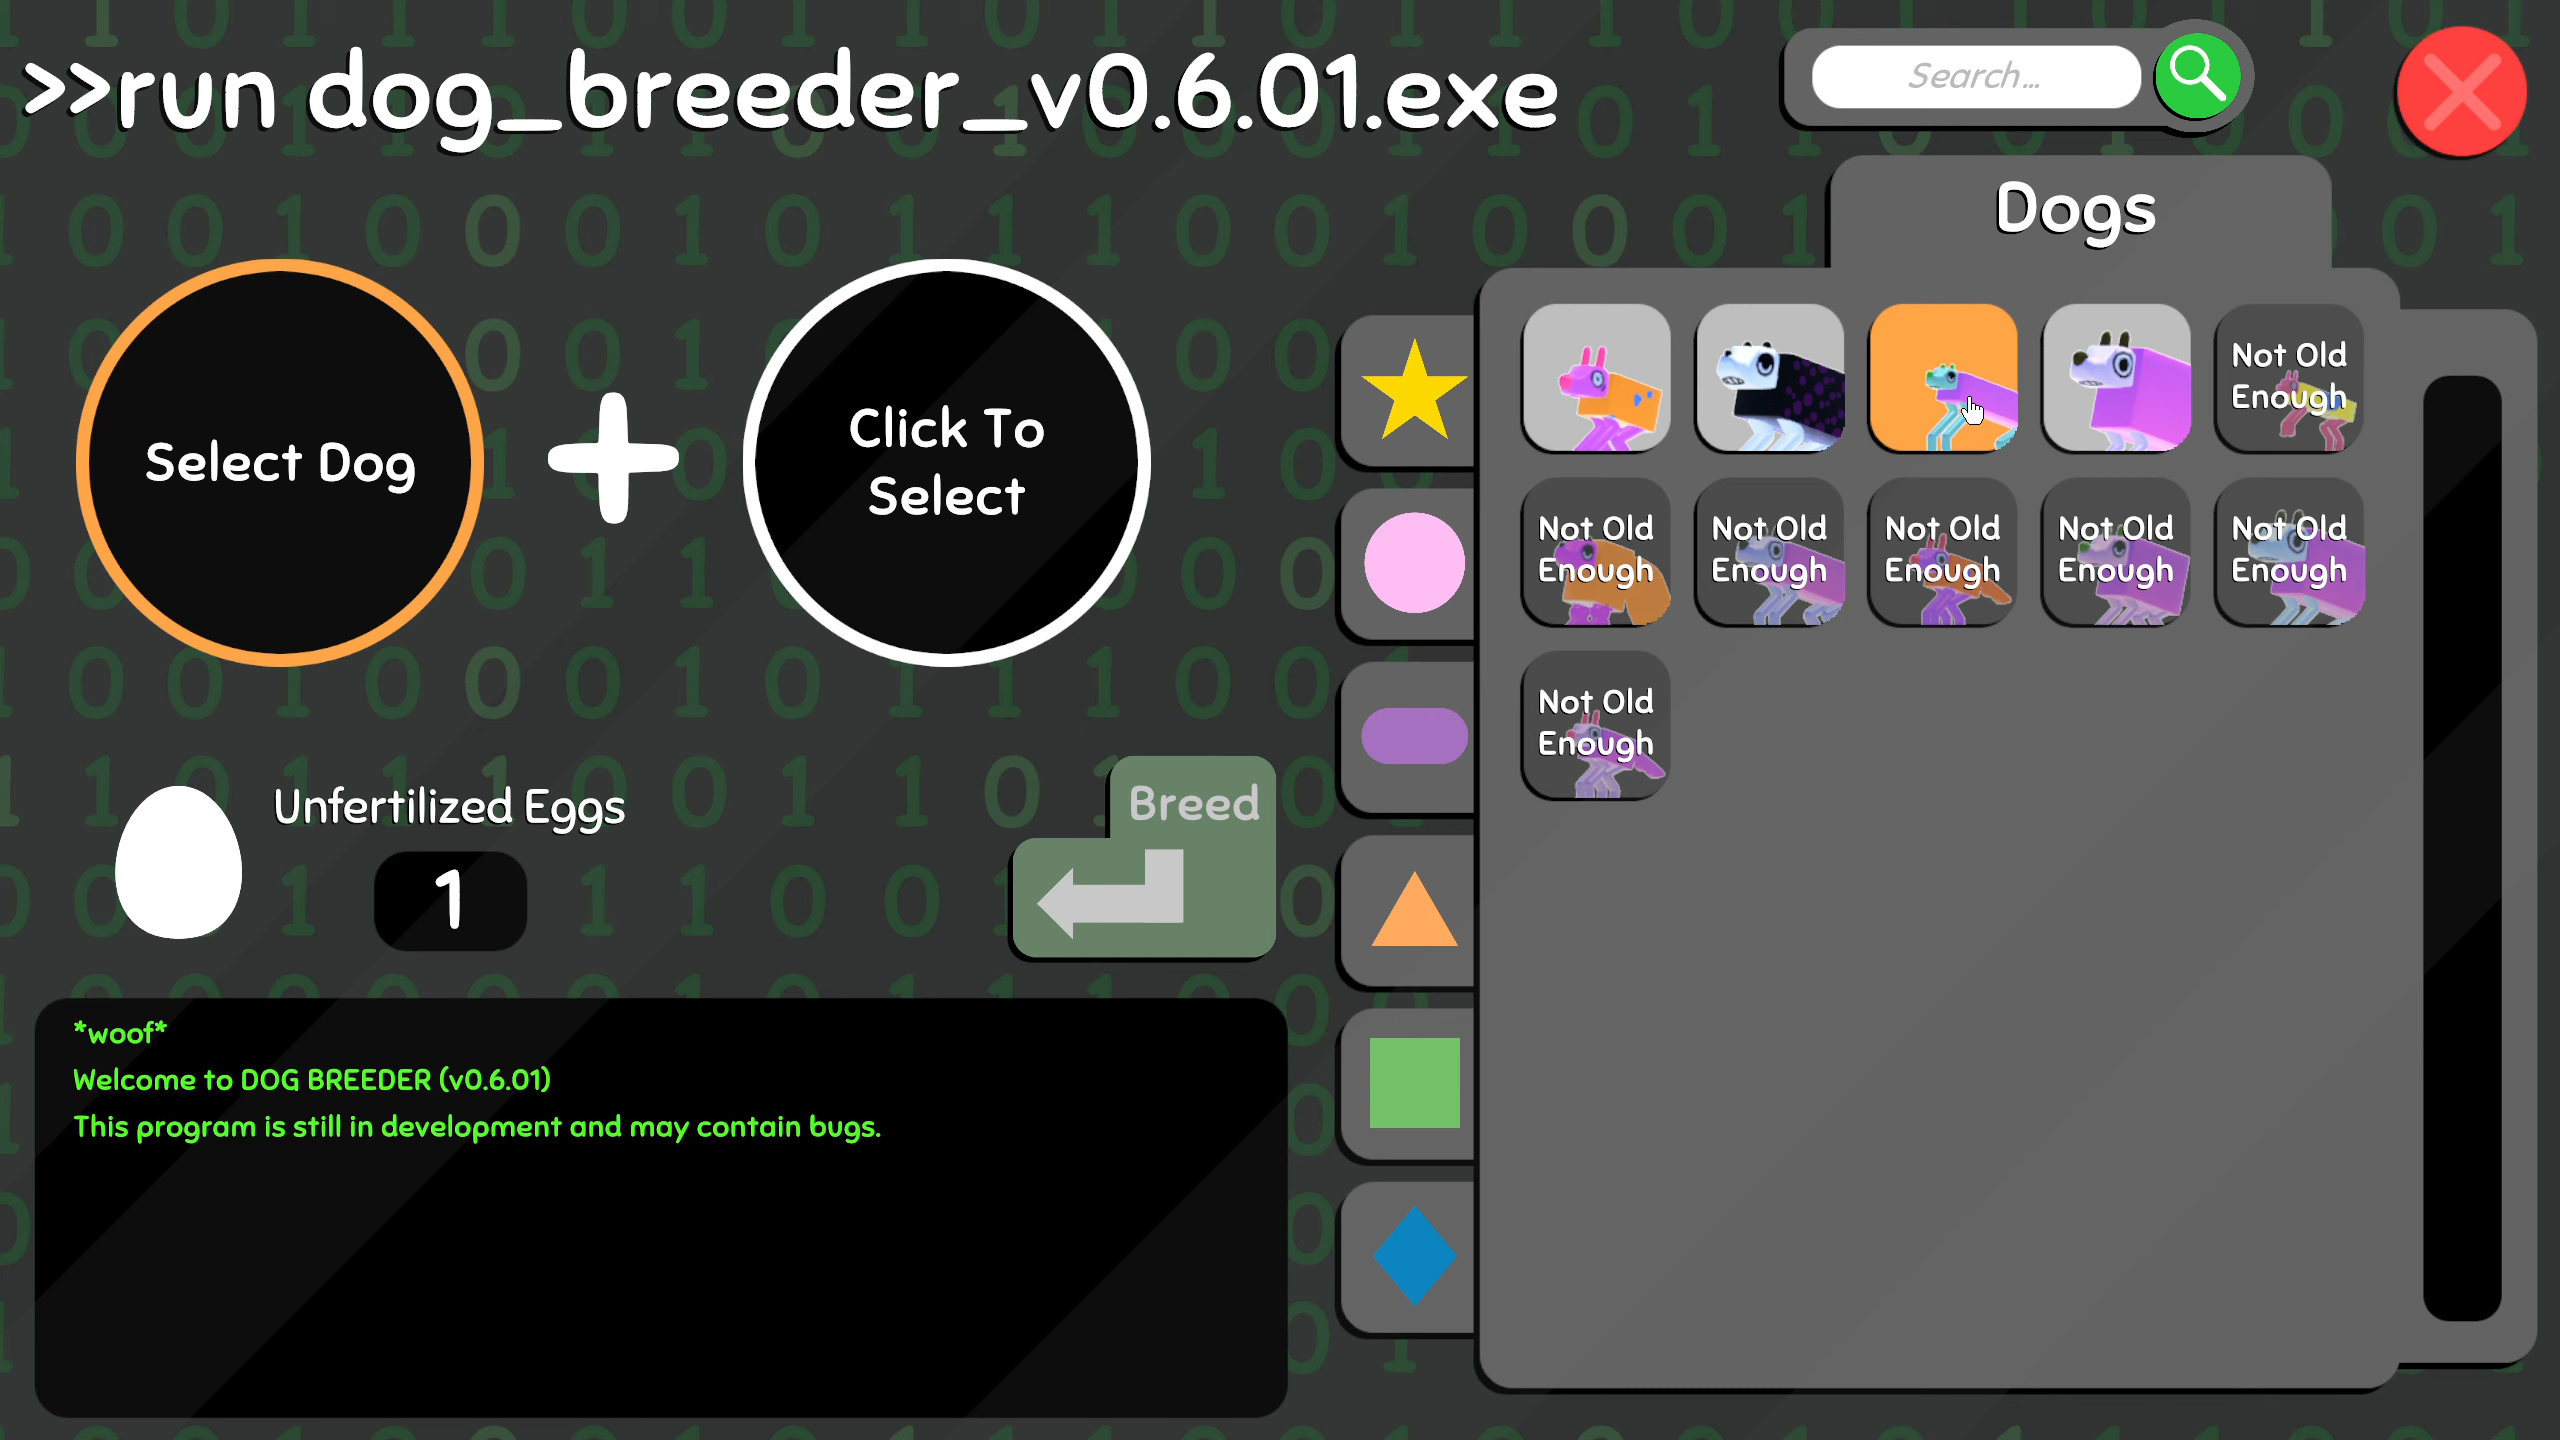 >>run dog_breeder_v0.6.01.exe
Search...
Dogs
Select Dog
Click To
Select
Not Old
Enough
Not Old
Enough
Not Old
Enough
Not Old
Enough
Not Old
Enough
Not Old
Enough
Not Old
Enough
Unfertilized Eggs
1
Breed
*woof*
Welcome to DOG BREEDER (v0.6.01)
This program is still in development and may contain bugs.